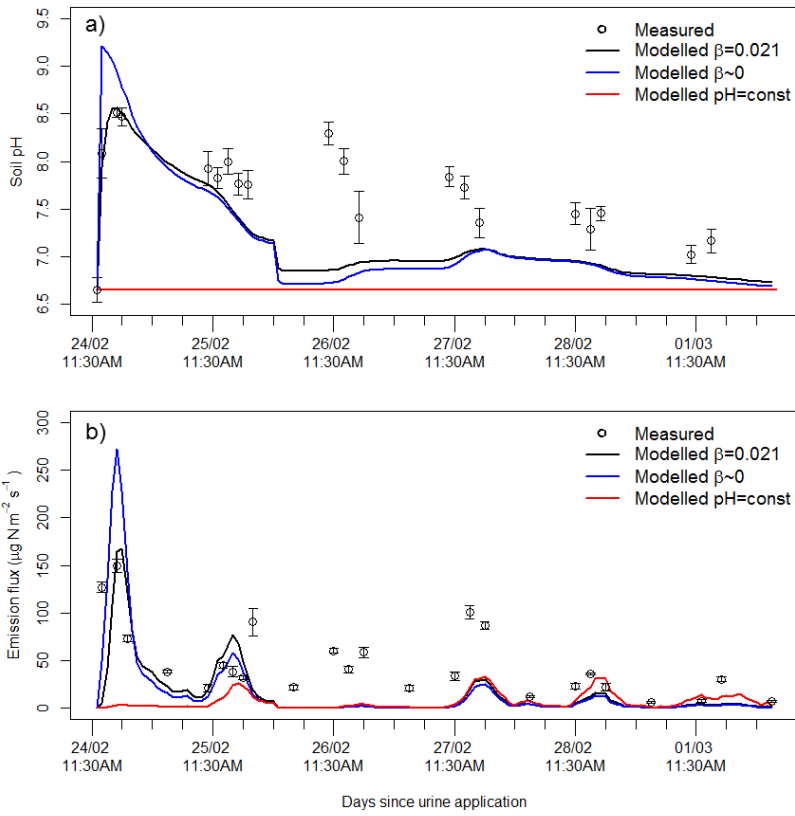 a)
Measured
Modelled β=0.021
Modelled β~0
Modelled pH=const
Soil pH
9.5
9.0
8.5
8.0
7.5
7.0
6.5
24/02 25/02 26/02 27/02 28/02 01/03
11:30AM 11:30AM 11:30AM 11:30AM 11:30AM 11:30AM
b)
Measured
Modelled β=0.021
Modelled β~0
Modelled pH=const
Emission flux (μg N m⁻² s⁻¹)
300
250
200
150
100
50
0
24/02 25/02 26/02 27/02 28/02 01/03
11:30AM 11:30AM 11:30AM 11:30AM 11:30AM 11:30AM
Days since urine application